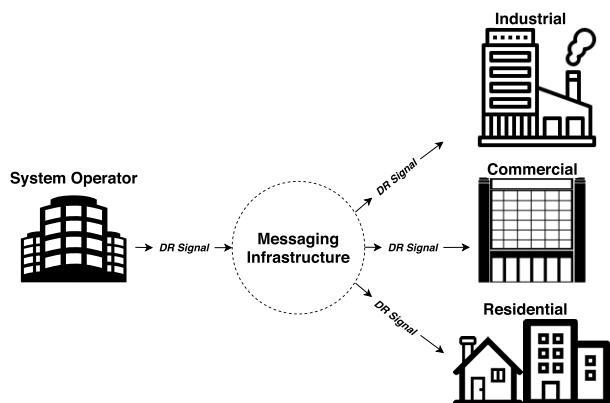 Industrial
DR Signal
System Operator
Commercial
DR Signal
Messaging
Infrastructure
DR Signal
Residential
DR Signal